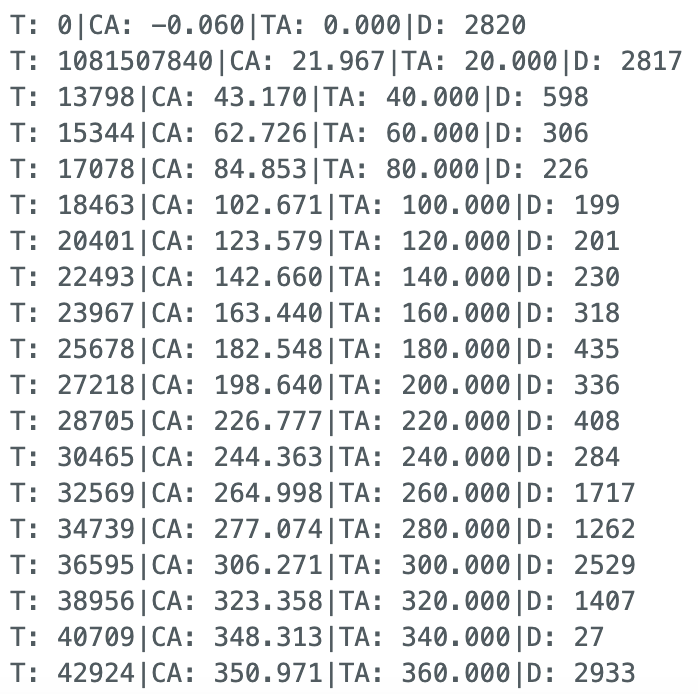 T: 0|CA: −0.060|TA: 0.000|D: 2820
T: 1081507840|CA: 21.967|TA: 20.000|D: 2817
T: 13798|CA: 43.170|TA: 40.000|D: 598
T: 15344|CA: 62.726|TA: 60.000|D: 306
T: 17078|CA: 84.853|TA: 80.000|D: 226
T: 18463|CA: 102.671|TA: 100.000|D: 199
T: 20401|CA: 123.579|TA: 120.000|D: 201
T: 22493|CA: 142.660|TA: 140.000|D: 230
T: 23967|CA: 163.440|TA: 160.000|D: 318
T: 25678|CA: 182.548|TA: 180.000|D: 435
T: 27218|CA: 198.640|TA: 200.000|D: 336
T: 28705|CA: 226.777|TA: 220.000|D: 408
T: 30465|CA: 244.363|TA: 240.000|D: 284
T: 32569|CA: 264.998|TA: 260.000|D: 1717
T: 34739|CA: 277.074|TA: 280.000|D: 1262
T: 36595|CA: 306.271|TA: 300.000|D: 2529
T: 38956|CA: 323.358|TA: 320.000|D: 1407
T: 40709|CA: 348.313|TA: 340.000|D: 27
T: 42924|CA: 350.971|TA: 360.000|D: 2933